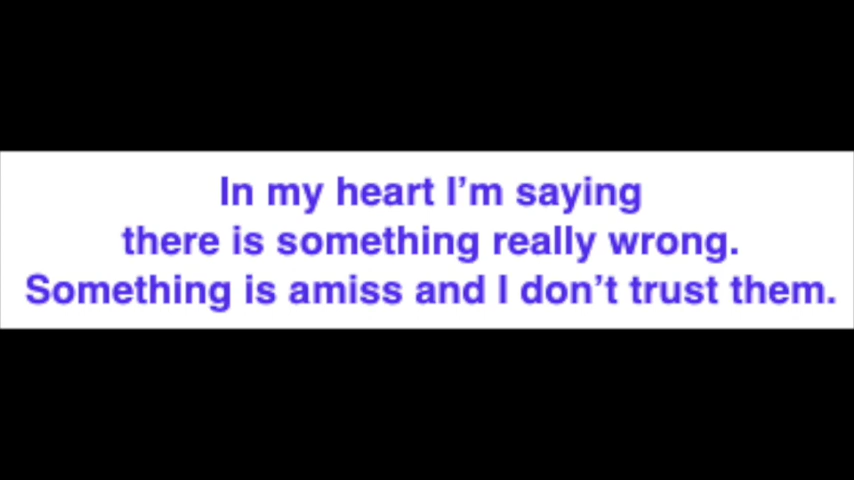 In my heart I’m saying
there is something really wrong.
Something is amiss and I don’t trust them.